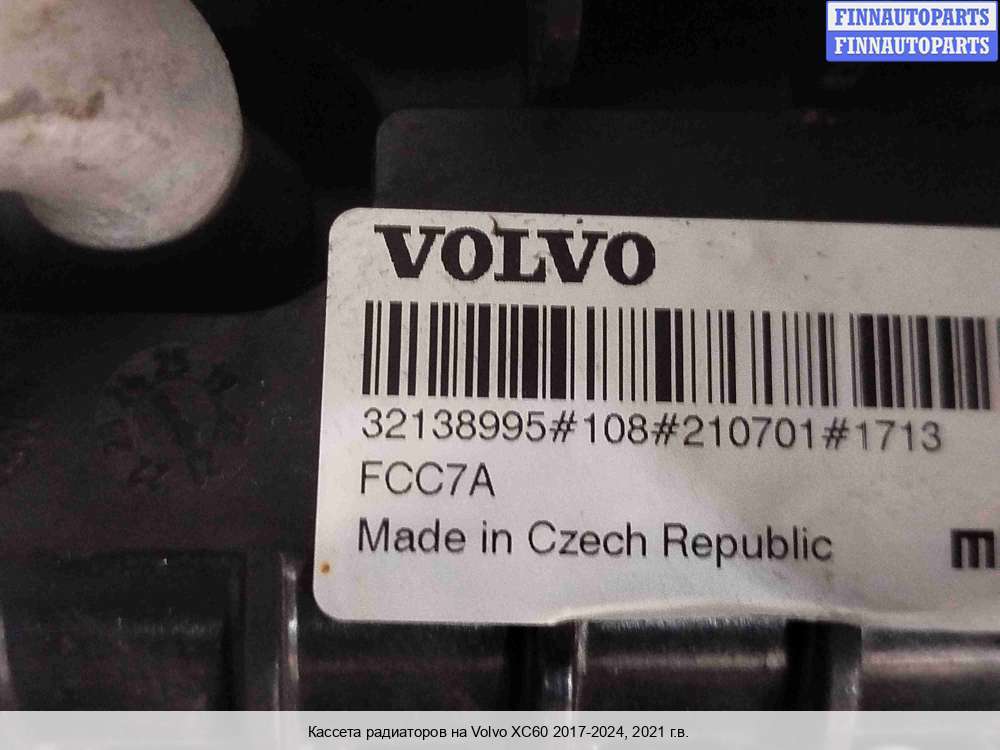 FINNAUTOPARTS
FINNAUTOPARTS
VOLVO
32138995#108#210701#1713
FCC7A
Made in Czech Republic
Кассета радиаторов на Volvo XC60 2017-2024, 2021 г.в.